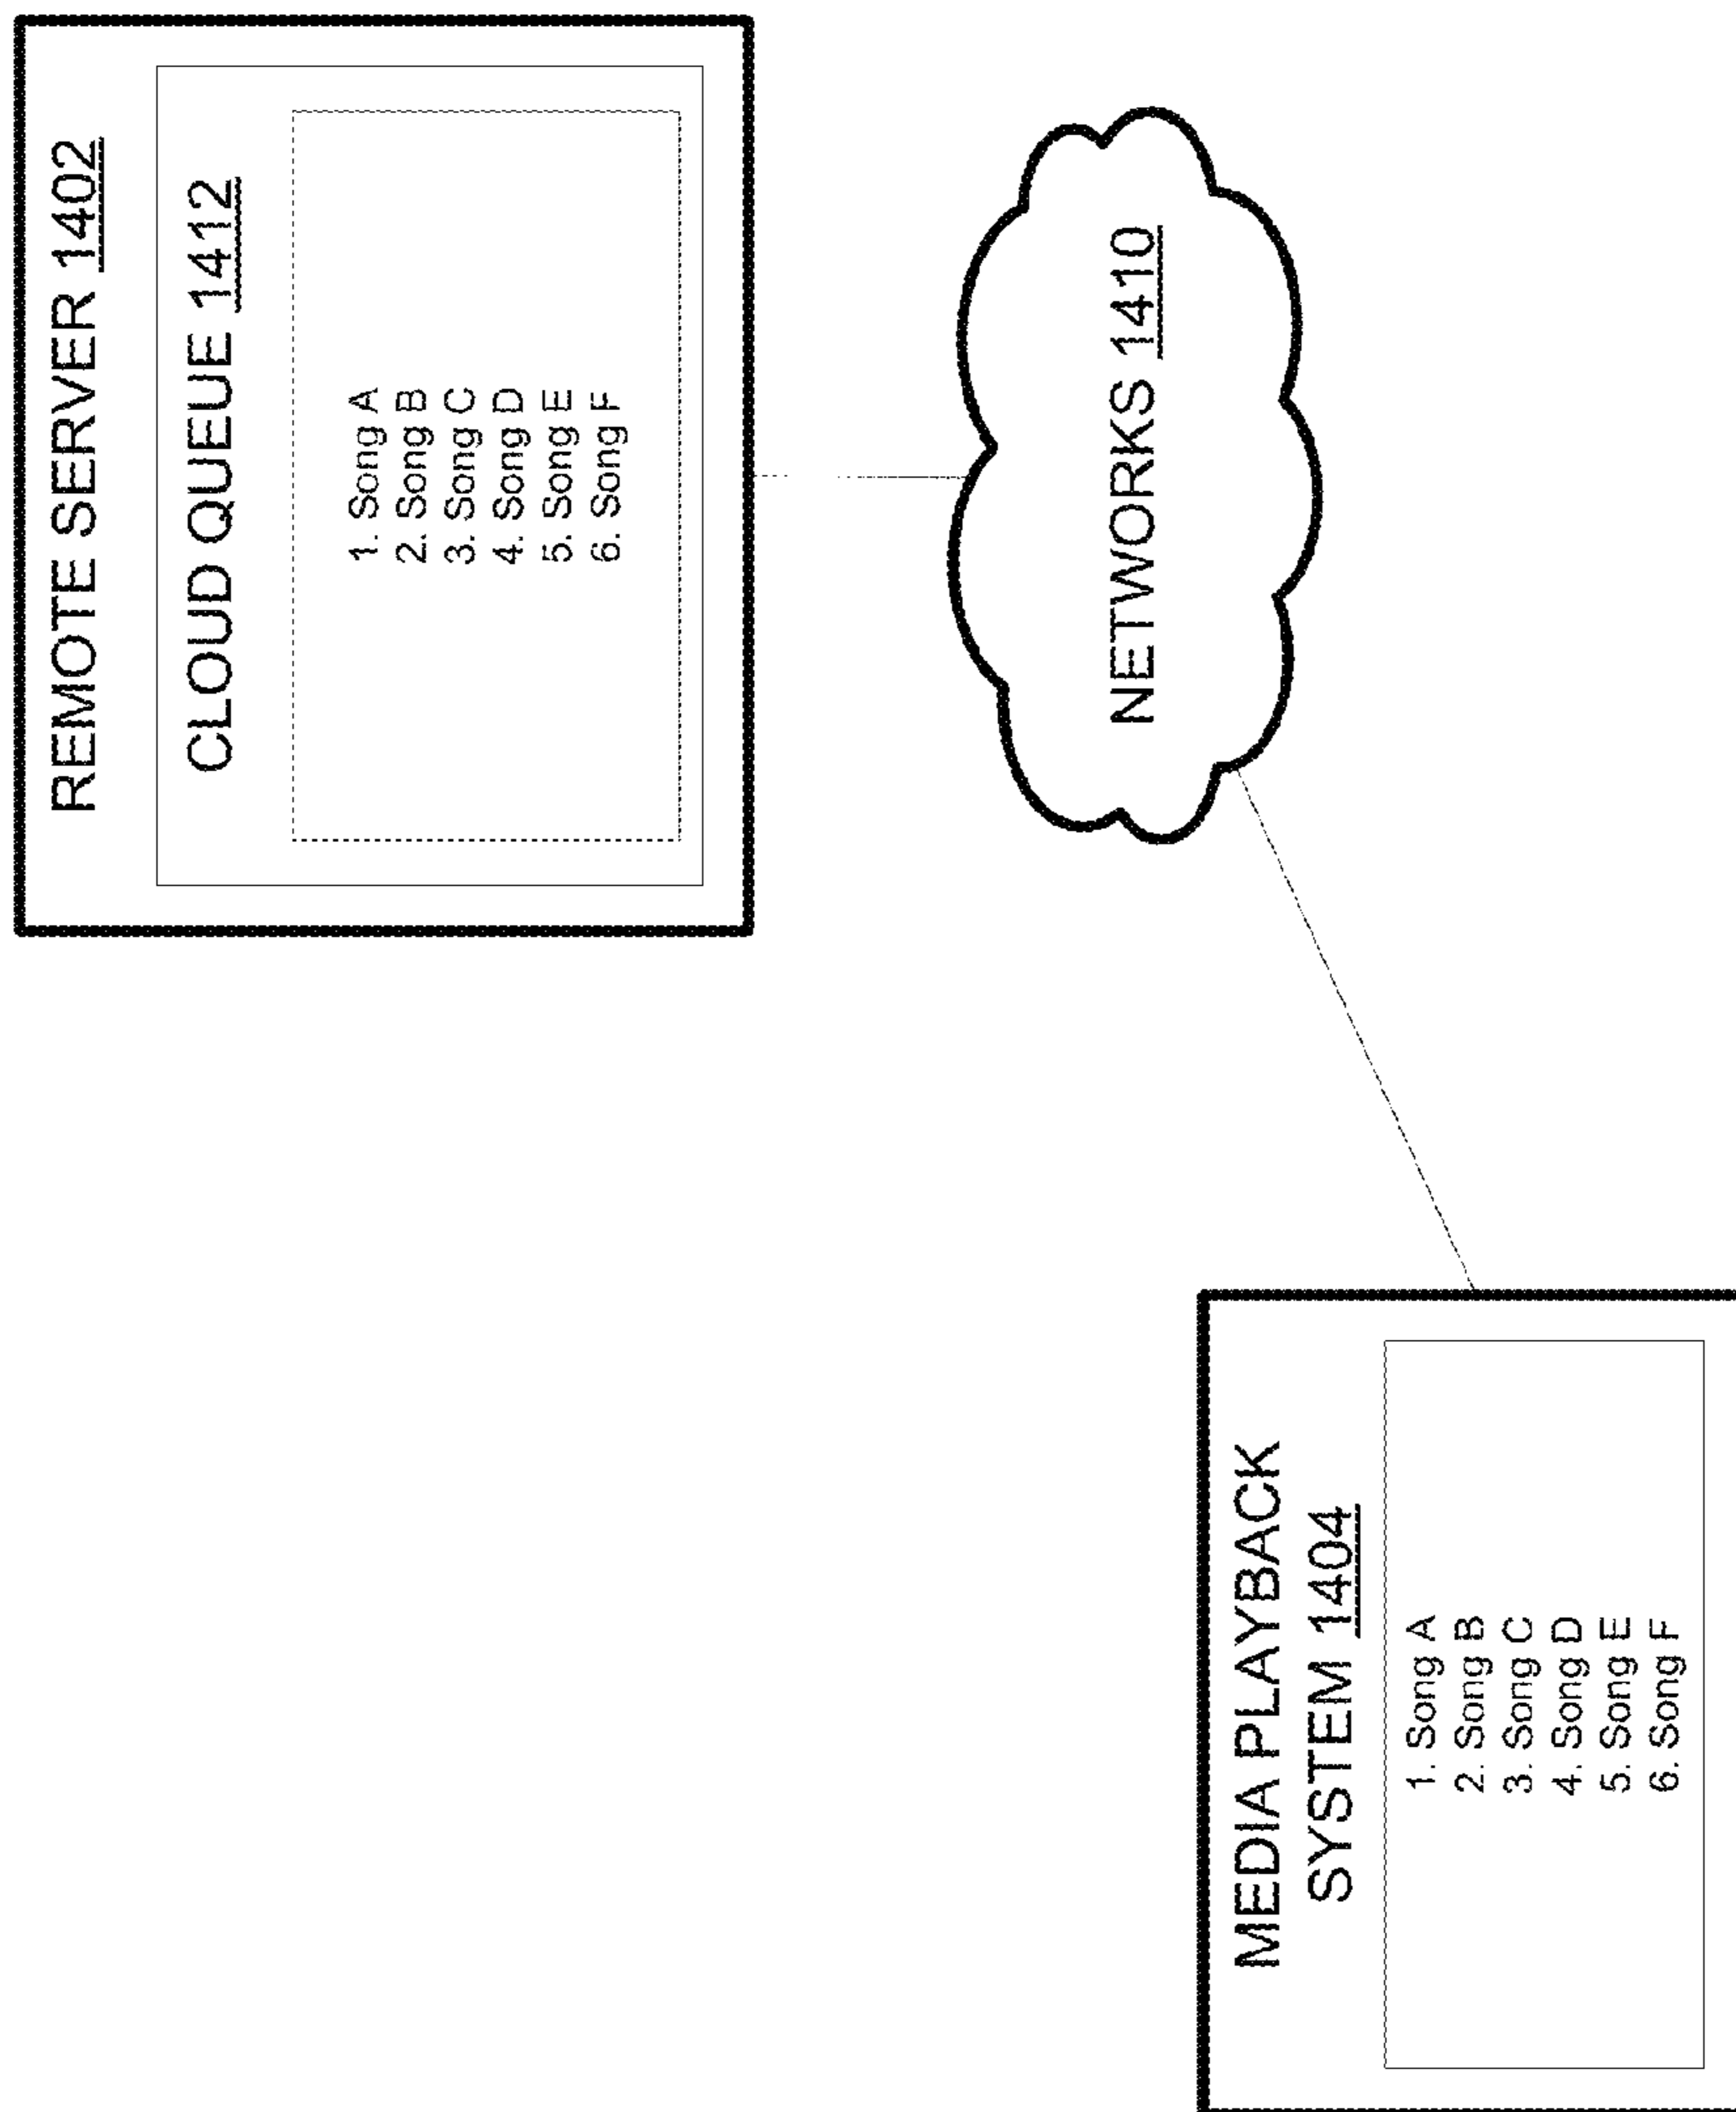 REMOTE SERVER 1402
CLOUD QUEUE 1412
1. Song A
2. Song B
3. Song C
4. Song D
5. Song E
6. Song F
NETWORKS 1410
MEDIA PLAYBACK
SYSTEM 1404
1. Song A
2. Song B
3. Song C
4. Song D
5. Song E
6. Song F